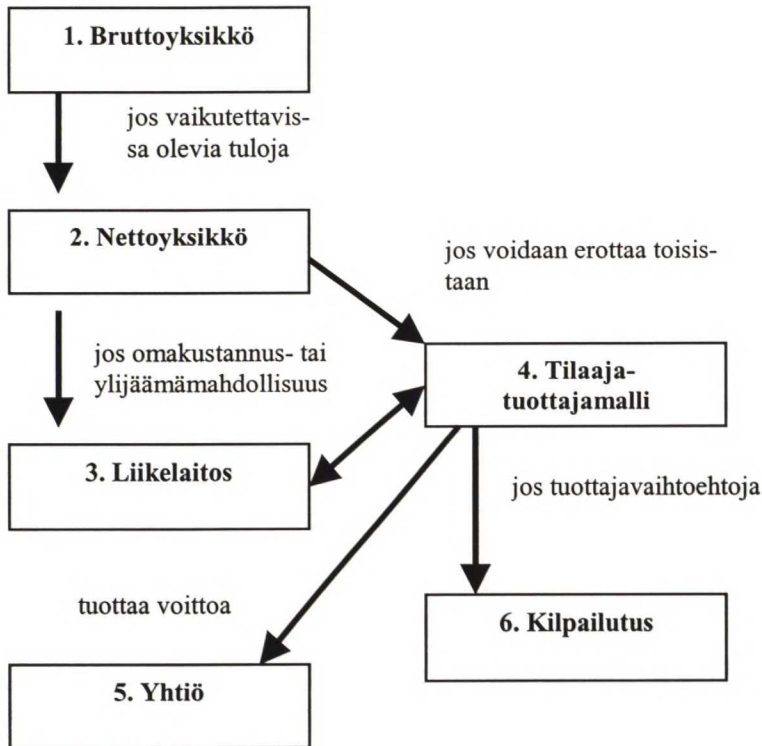 1. Bruttoyksikkö
jos vaikutettavis-
sa olevia tuloja
2. Nettoyksikkö
jos voidaan erottaa toisis-
taan
jos omakustannus- tai
ylijäämämahdollisuus
4. Tilaaja-
tuottajamalli
3. Liikelaitos
jos tuottajavaihtoehtoja
tuottaa voittoa
6. Kilpailutus
5. Yhtiö